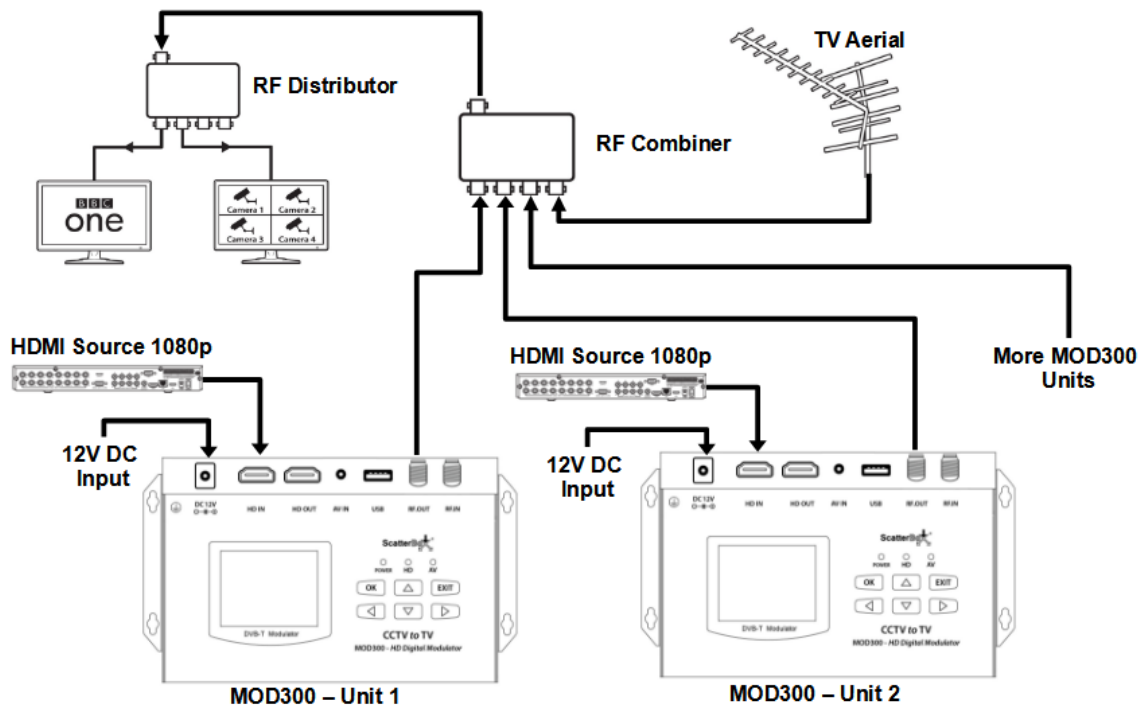 TV Aerial
RF Distributor
RF Combiner
BBC
one
Camera 1 Camera 2
Camera 3 Camera 4
HDMI Source 1080p
HDMI Source 1080p
More MOD300
Units
12V DC
Input
12V DC
Input
DC 12V
HD IN HD OUT AV IN USB RF.OUT RF.IN
ScatterB
POWER HD AV
OK EXIT
DVB-T Modulator
CCTV to TV
MOD300 - HD Digital Modulator
DC 12V
HD IN HD OUT AV IN USB RF.OUT RF.IN
ScatterB
POWER HD AV
OK EXIT
DVB-T Modulator
CCTV to TV
MOD300 - HD Digital Modulator
MOD300 – Unit 1
MOD300 – Unit 2